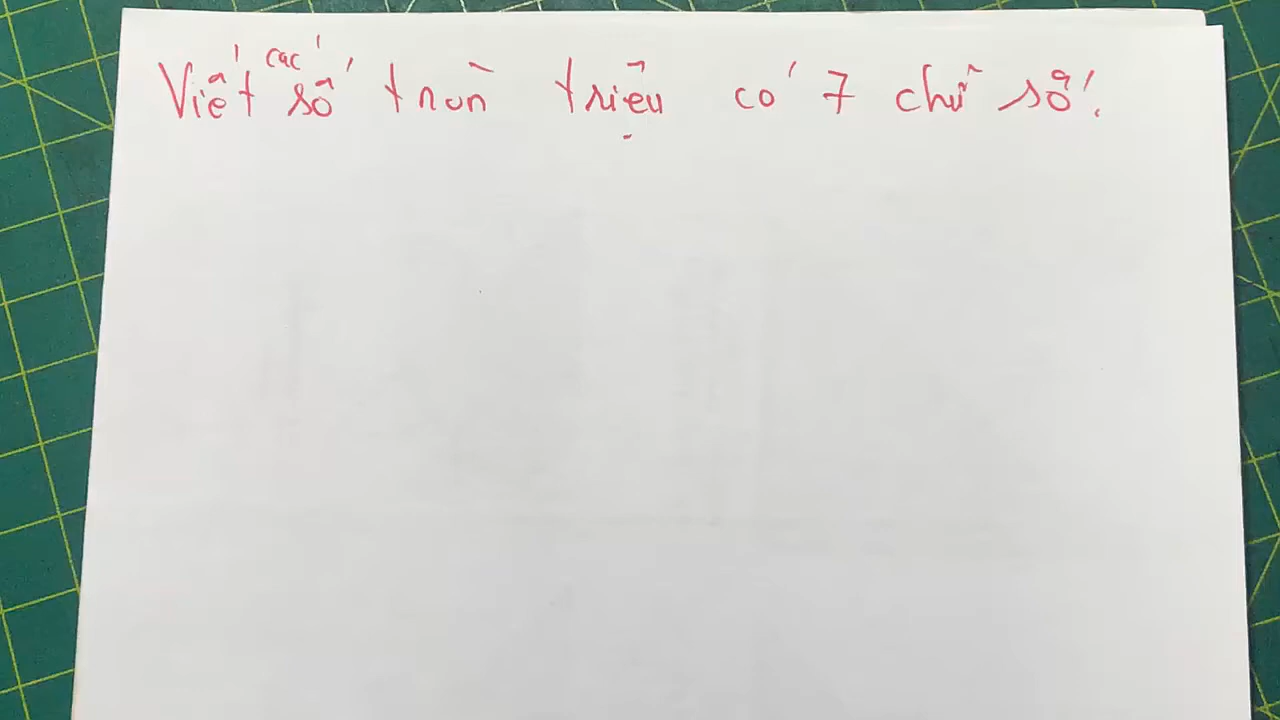 Viết các số tròn triệu có 7 chữ số.